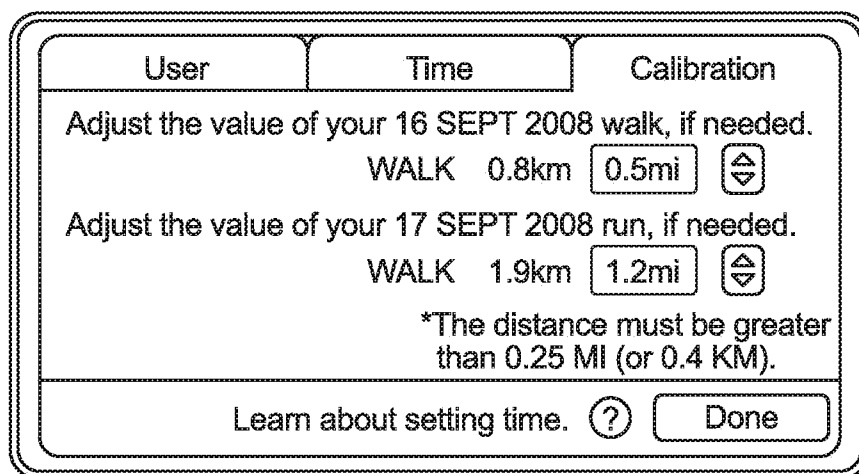 User Time Calibration
Adjust the value of your 16 SEPT 2008 walk, if needed.
WALK 0.8km 0.5mi
Adjust the value of your 17 SEPT 2008 run, if needed.
WALK 1.9km 1.2mi
*The distance must be greater
than 0.25 MI (or 0.4 KM).
Learn about setting time. ? Done